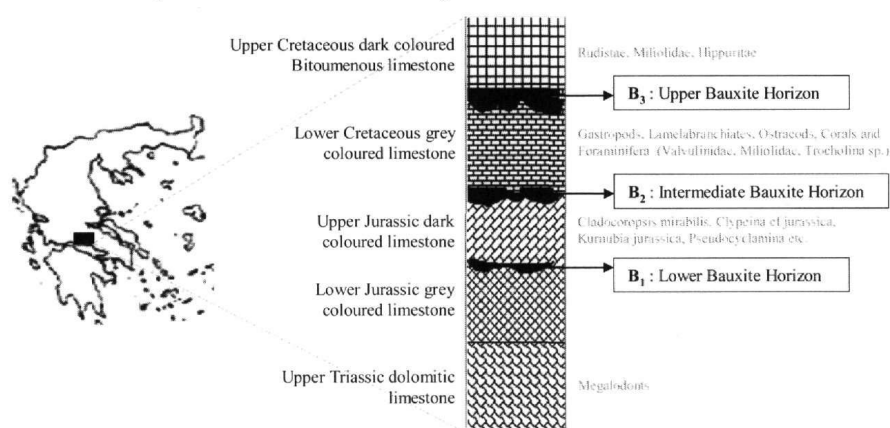 Upper Cretaceous dark coloured
Bitoumenous limestone
Rudistae, Miliolidae, Hippuritae
B₃ : Upper Bauxite Horizon
Lower Cretaceous grey
coloured limestone
Gastropods, Lamelabranchiates, Ostracods, Corals and
Foraminifera (Valvulinidae, Miliolidae, Trocholina sp.)
B₂ : Intermediate Bauxite Horizon
Upper Jurassic dark
coloured limestone
Cladocoropsis mirabilis, Clypeina cf jurassica,
Kurnubia jurassica, Pseudocyclamina etc
B₁ : Lower Bauxite Horizon
Lower Jurassic grey
coloured limestone
Upper Triassic dolomitic
limestone
Megalodonts